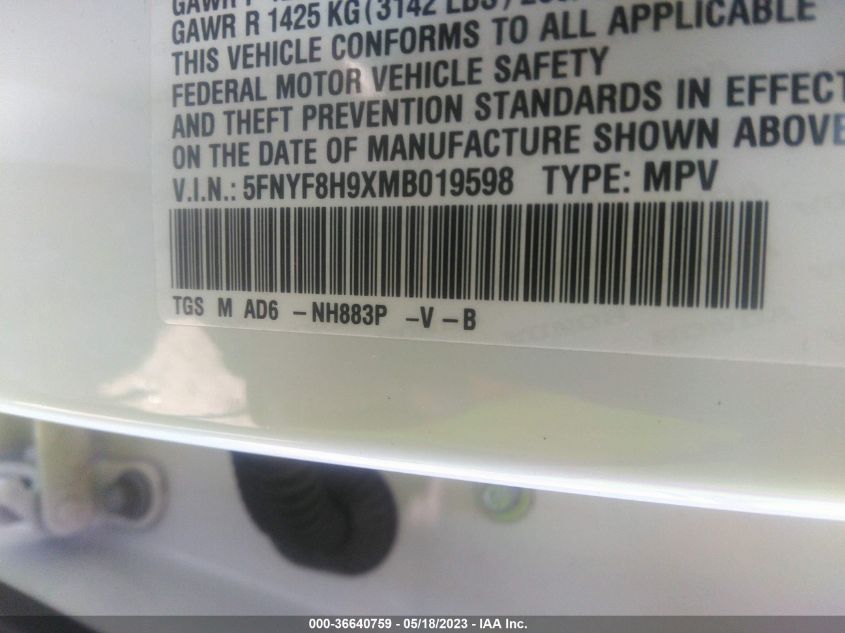 GAWR R 1425 KG (3142 LBS)
THIS VEHICLE CONFORMS TO ALL APPLICABLE
FEDERAL MOTOR VEHICLE SAFETY
AND THEFT PREVENTION STANDARDS IN EFFECT
ON THE DATE OF MANUFACTURE SHOWN ABOVE
V.I.N.: 5FNYF8H9XMB019598 TYPE: MPV
TGS M AD6 -NH883P -V -B
000-36640759 — 05/18/2023 — IAA Inc.